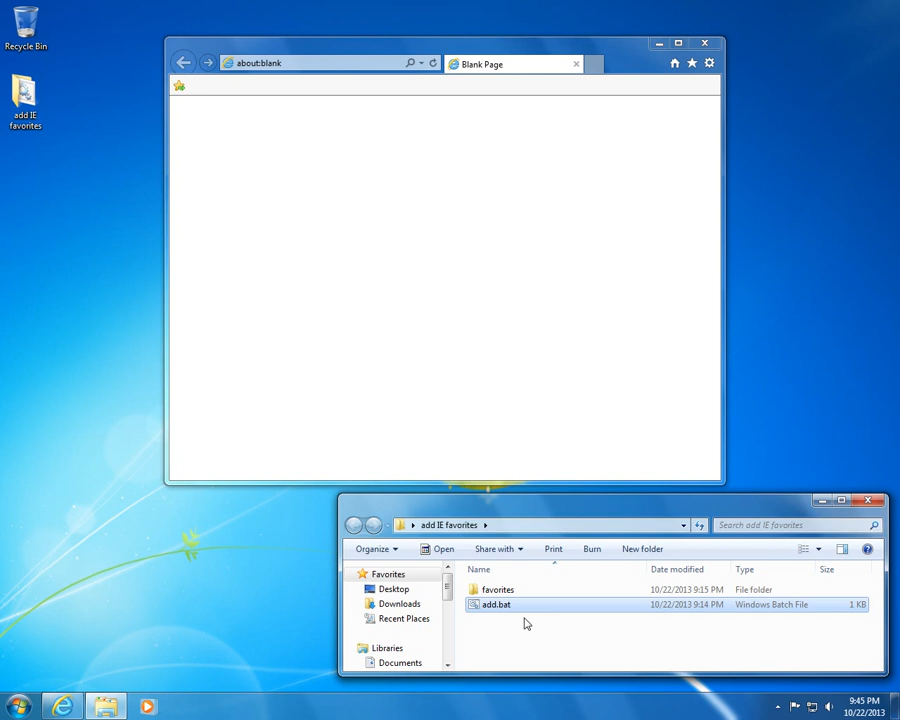 Recycle Bin
add IE
favorites
about:blank
Blank Page
add IE favorites
Search add IE favorites
Organize
Open
Share with
Print
Burn
New folder
Name
Date modified
Type
Size
Favorites
Desktop
Downloads
Recent Places
Libraries
Documents
favorites 10/22/2013 9:15 PM File folder
add.bat 10/22/2013 9:14 PM Windows Batch File 1 KB
9:45 PM
10/22/2013